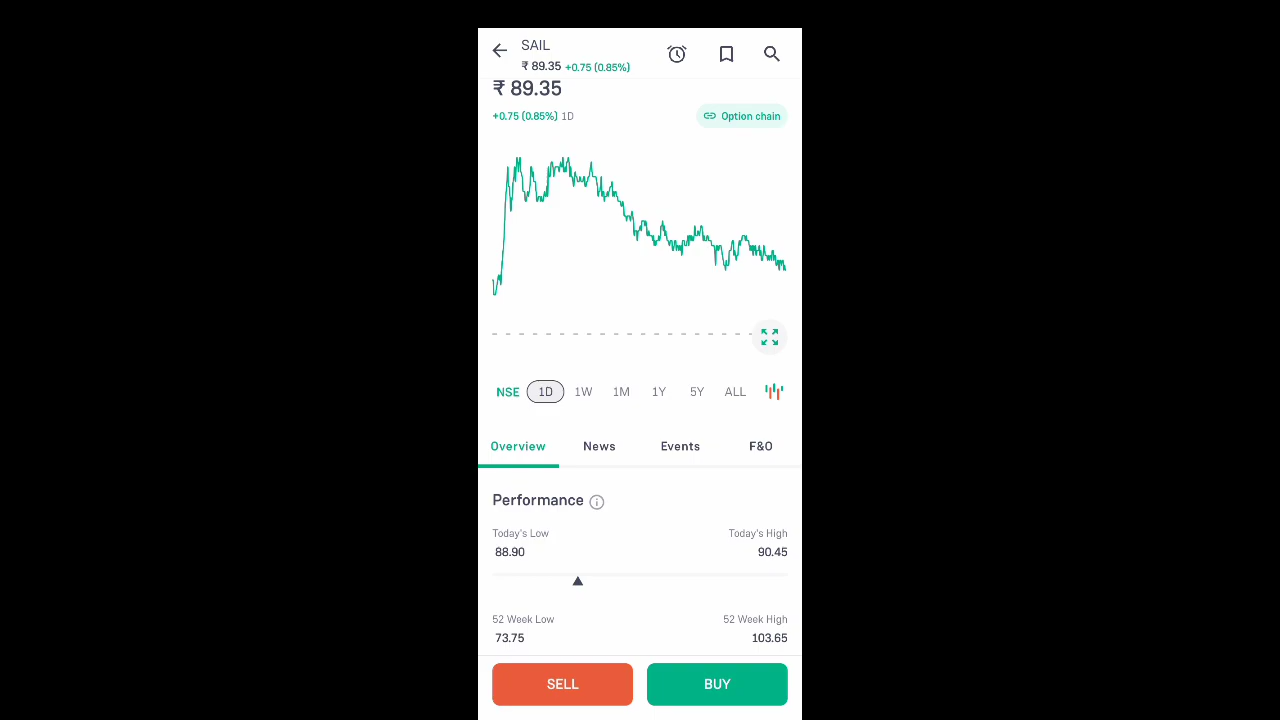 SAIL
₹ 89.35 +0.75 (0.85%)
₹ 89.35
+0.75 (0.85%) 1D
Option chain
NSE 1D 1W 1M 1Y 5Y ALL
Overview News Events F&O
Performance
Today's Low Today's High
88.90 90.45
52 Week Low 52 Week High
73.75 103.65
SELL BUY